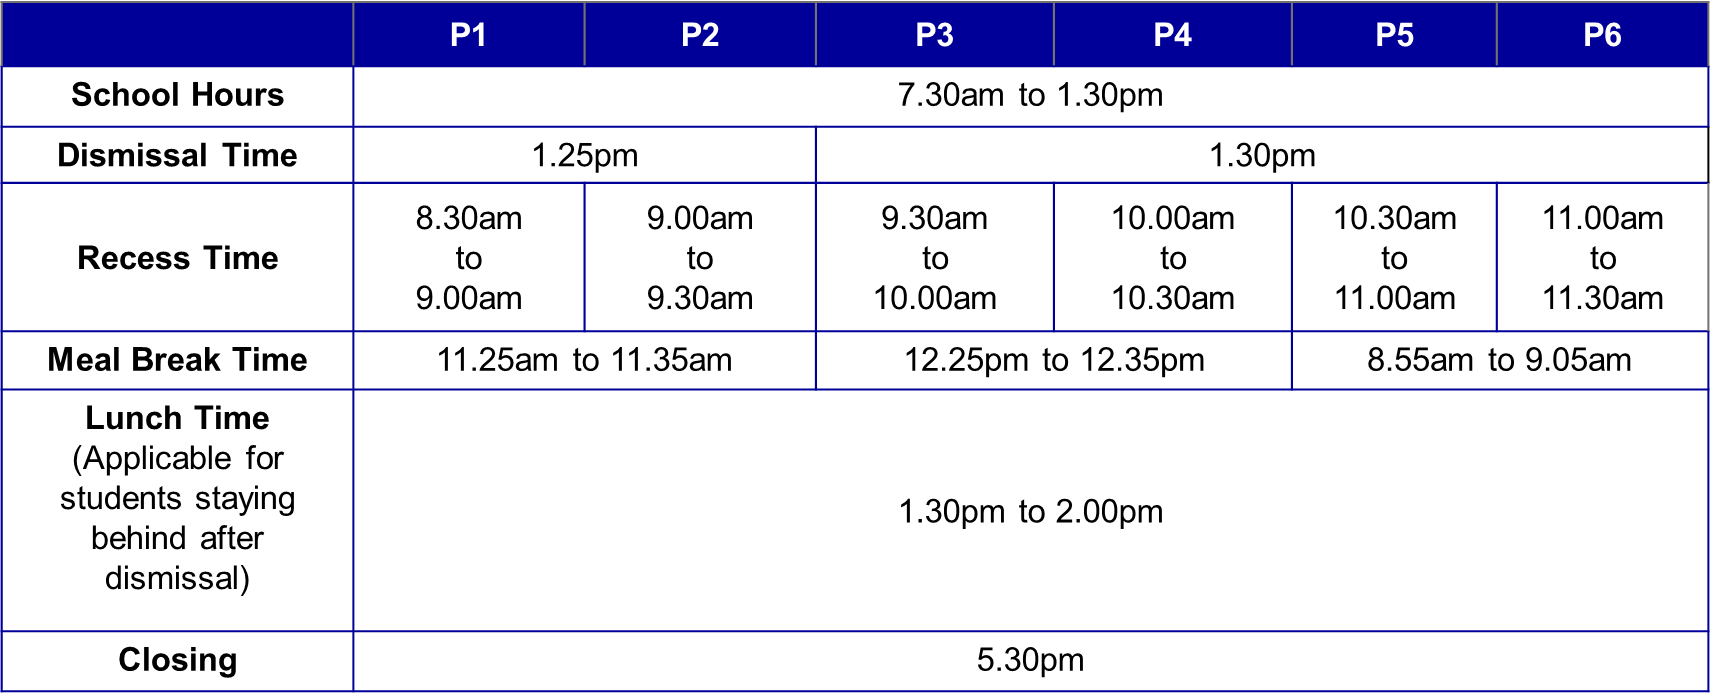 P1 P2 P3 P4 P5 P6
School Hours 7.30am to 1.30pm
Dismissal Time 1.25pm 1.30pm
Recess Time
8.30am
to
9.00am
9.00am
to
9.30am
9.30am
to
10.00am
10.00am
to
10.30am
10.30am
to
11.00am
11.00am
to
11.30am
Meal Break Time 11.25am to 11.35am 12.25pm to 12.35pm 8.55am to 9.05am
Lunch Time
(Applicable for
students staying
behind after
dismissal)
1.30pm to 2.00pm
Closing 5.30pm